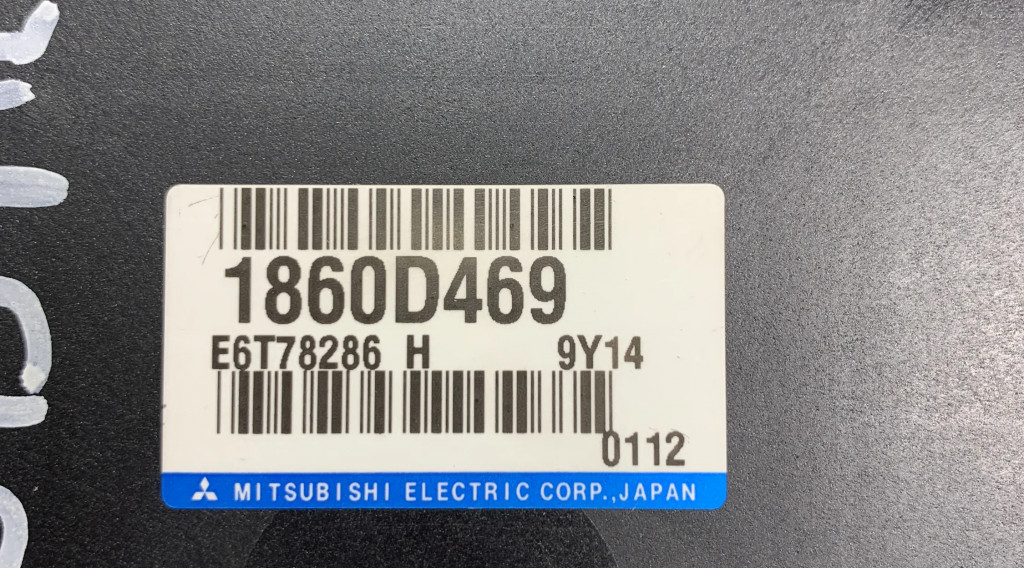 1860D469
E6T78286 H 9Y14
0112
MITSUBISHI ELECTRIC CORP.,JAPAN